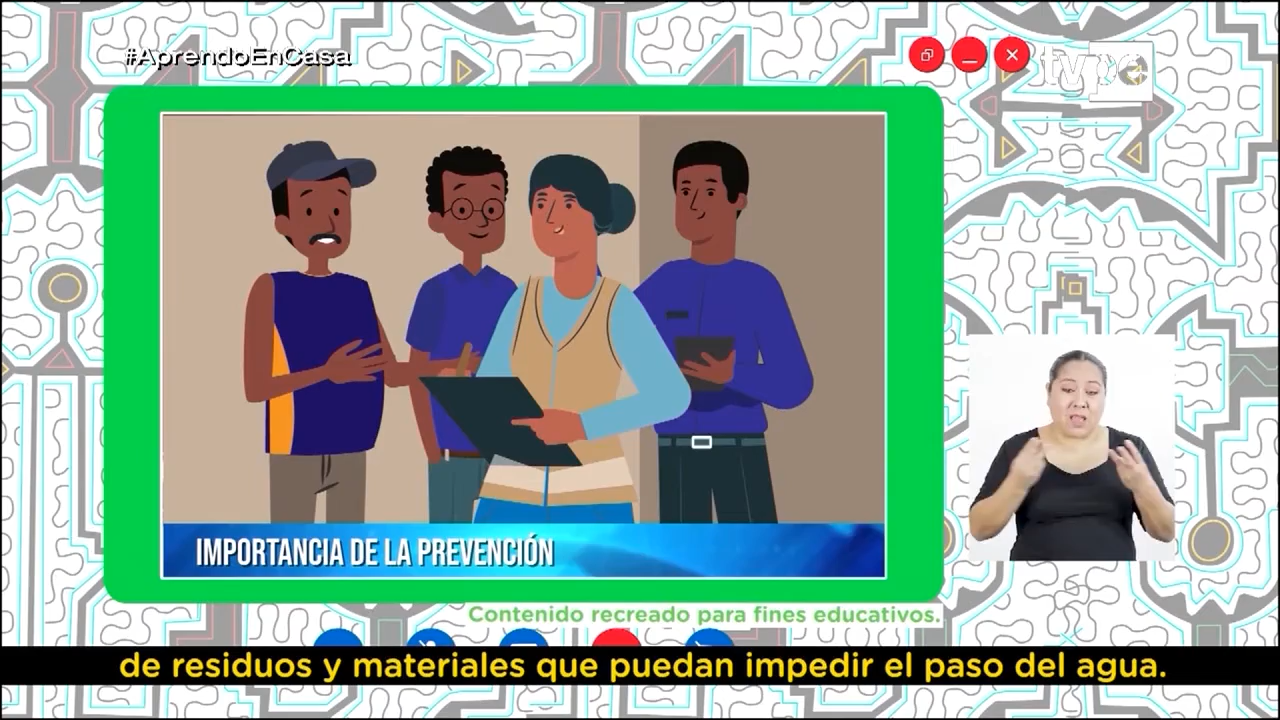 #AprendoEnCasa
tvpe
IMPORTANCIA DE LA PREVENCIÓN
Contenido recreado para fines educativos.
de residuos y materiales que puedan impedir el paso del agua.